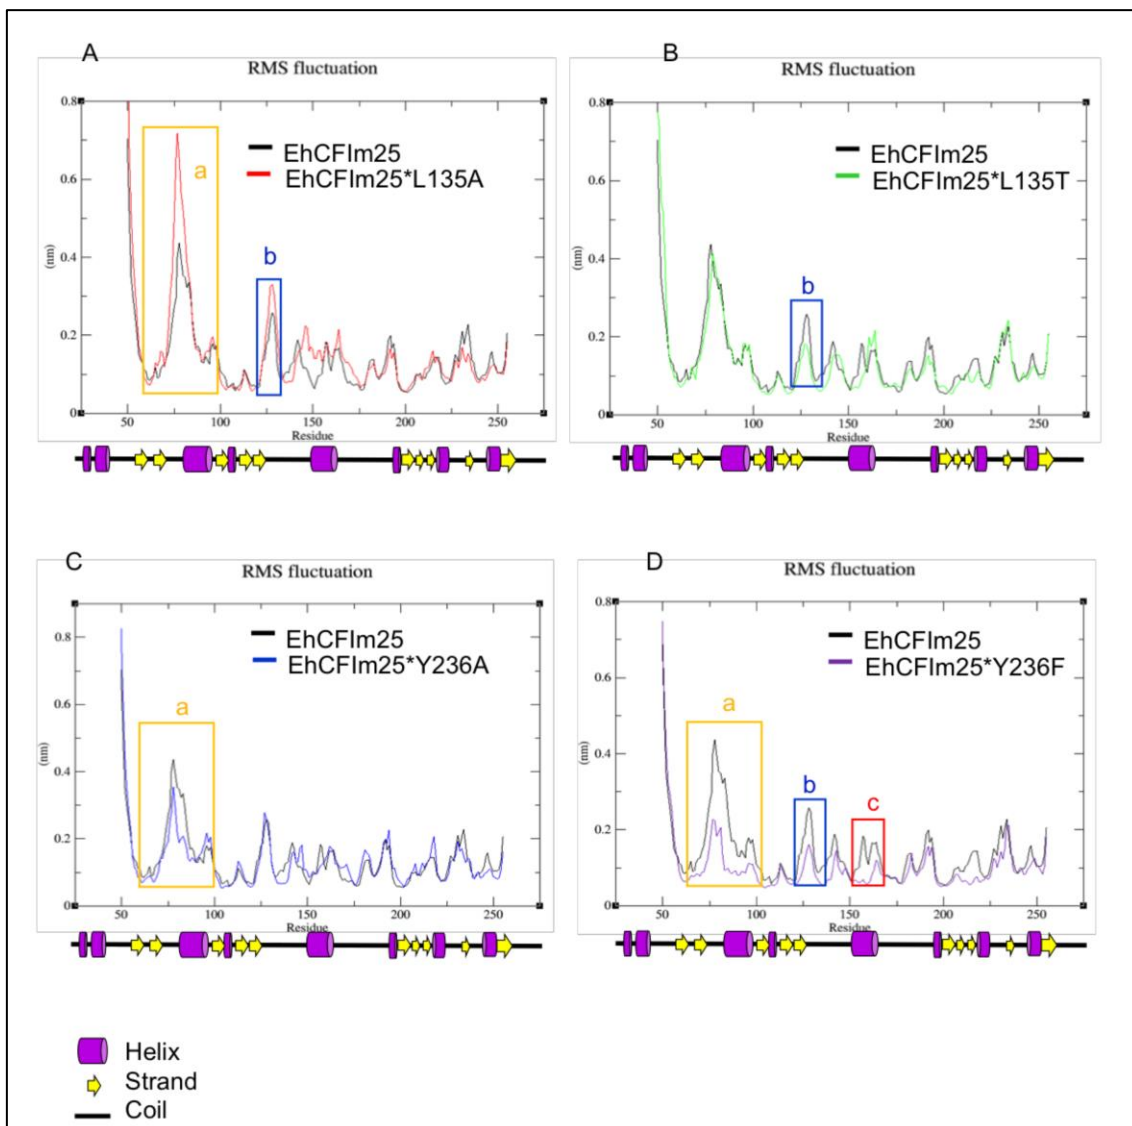 A
RMS fluctuation
0.8
0.6
0.4
0.2
0
(nm)
a
b
EhCFIm25
EhCFIm25*L135A
50
100
150
200
250
Residue
B
RMS fluctuation
0.8
0.6
0.4
0.2
0
(nm)
b
EhCFIm25
EhCFIm25*L135T
50
100
150
200
250
Residue
C
RMS fluctuation
0.8
0.6
0.4
0.2
0
(nm)
a
EhCFIm25
EhCFIm25*Y236A
50
100
150
200
250
Residue
D
RMS fluctuation
0.8
0.6
0.4
0.2
0
(nm)
a
b
c
EhCFIm25
EhCFIm25*Y236F
50
100
150
200
250
Residue
Helix
Strand
Coil